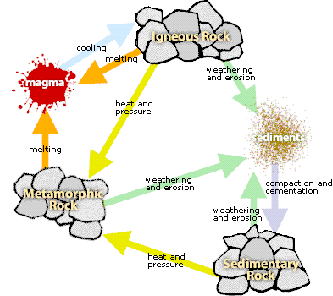 Igneous Rock
cooling
melting
magma
weathering
and erosion
heat and
pressure
sediments
melting
weathering
and erosion
compaction and
cementation
Metamorphic
Rock
weathering
and erosion
heat and
pressure
Sedimentary
Rock